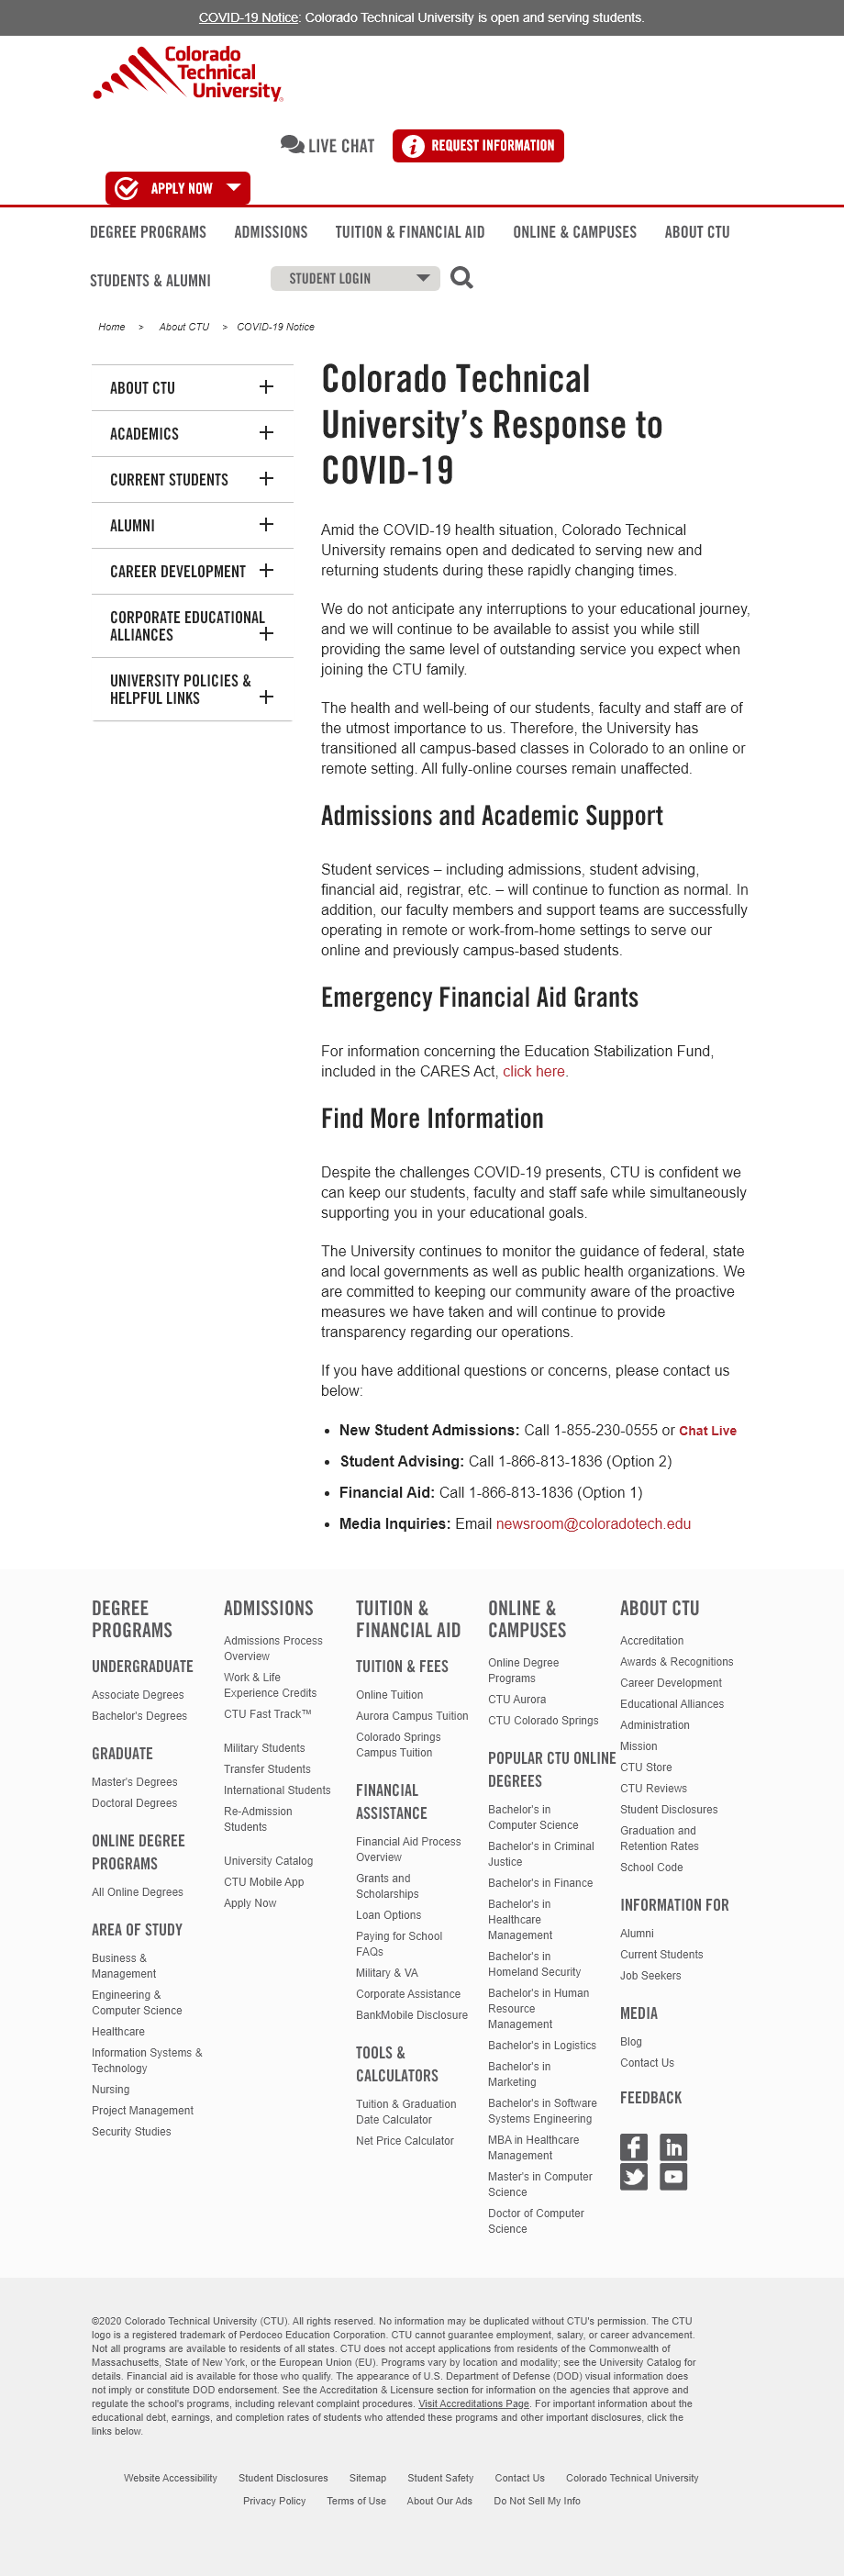 COVID-19 Notice: Colorado Technical University is open and serving students.
Colorado
Technical
University®
LIVE CHAT
REQUEST INFORMATION
APPLY NOW
DEGREE PROGRAMS ADMISSIONS TUITION & FINANCIAL AID ONLINE & CAMPUSES ABOUT CTU
STUDENTS & ALUMNI STUDENT LOGIN
Home > About CTU > COVID-19 Notice
ABOUT CTU
ACADEMICS
CURRENT STUDENTS
ALUMNI
CAREER DEVELOPMENT
CORPORATE EDUCATIONAL
ALLIANCES
UNIVERSITY POLICIES &
HELPFUL LINKS
Colorado Technical
University's Response to
COVID-19
Amid the COVID-19 health situation, Colorado Technical
University remains open and dedicated to serving new and
returning students during these rapidly changing times.
We do not anticipate any interruptions to your educational journey,
and we will continue to be available to assist you while still
providing the same level of outstanding service you expect when
joining the CTU family.
The health and well-being of our students, faculty and staff are of
the utmost importance to us. Therefore, the University has
transitioned all campus-based classes in Colorado to an online or
remote setting. All fully-online courses remain unaffected.
Admissions and Academic Support
Student services – including admissions, student advising,
financial aid, registrar, etc. – will continue to function as normal. In
addition, our faculty members and support teams are successfully
operating in remote or work-from-home settings to serve our
online and previously campus-based students.
Emergency Financial Aid Grants
For information concerning the Education Stabilization Fund,
included in the CARES Act, click here.
Find More Information
Despite the challenges COVID-19 presents, CTU is confident we
can keep our students, faculty and staff safe while simultaneously
supporting you in your educational goals.
The University continues to monitor the guidance of federal, state
and local governments as well as public health organizations. We
are committed to keeping our community aware of the proactive
measures we have taken and will continue to provide
transparency regarding our operations.
If you have additional questions or concerns, please contact us
below:
• New Student Admissions: Call 1-855-230-0555 or Chat Live
• Student Advising: Call 1-866-813-1836 (Option 2)
• Financial Aid: Call 1-866-813-1836 (Option 1)
• Media Inquiries: Email newsroom@coloradotech.edu
DEGREE
PROGRAMS
UNDERGRADUATE
Associate Degrees
Bachelor's Degrees
GRADUATE
Master's Degrees
Doctoral Degrees
ONLINE DEGREE
PROGRAMS
All Online Degrees
AREA OF STUDY
Business &
Management
Engineering &
Computer Science
Healthcare
Information Systems &
Technology
Nursing
Project Management
Security Studies
ADMISSIONS
Admissions Process
Overview
Work & Life
Experience Credits
CTU Fast Track™
Military Students
Transfer Students
International Students
Re-Admission
Students
University Catalog
CTU Mobile App
Apply Now
TUITION &
FINANCIAL AID
TUITION & FEES
Online Tuition
Aurora Campus Tuition
Colorado Springs
Campus Tuition
FINANCIAL
ASSISTANCE
Financial Aid Process
Overview
Grants and
Scholarships
Loan Options
Paying for School
FAQs
Military & VA
Corporate Assistance
BankMobile Disclosure
TOOLS &
CALCULATORS
Tuition & Graduation
Date Calculator
Net Price Calculator
ONLINE &
CAMPUSES
Online Degree
Programs
CTU Aurora
CTU Colorado Springs
POPULAR CTU ONLINE
DEGREES
Bachelor's in
Computer Science
Bachelor's in Criminal
Justice
Bachelor's in Finance
Bachelor's in
Healthcare
Management
Bachelor's in
Homeland Security
Bachelor's in Human
Resource
Management
Bachelor's in Logistics
Bachelor's in
Marketing
Bachelor's in Software
Systems Engineering
MBA in Healthcare
Management
Master's in Computer
Science
Doctor of Computer
Science
ABOUT CTU
Accreditation
Awards & Recognitions
Career Development
Educational Alliances
Administration
Mission
CTU Store
CTU Reviews
Student Disclosures
Graduation and
Retention Rates
School Code
INFORMATION FOR
Alumni
Current Students
Job Seekers
MEDIA
Blog
Contact Us
FEEDBACK
©2020 Colorado Technical University (CTU). All rights reserved. No information may be duplicated without CTU's permission. The CTU
logo is a registered trademark of Perdoceo Education Corporation. CTU cannot guarantee employment, salary, or career advancement.
Not all programs are available to residents of all states. CTU does not accept applications from residents of the Commonwealth of
Massachusetts, State of New York, or the European Union (EU). Programs vary by location and modality; see the University Catalog for
details. Financial aid is available for those who qualify. The appearance of U.S. Department of Defense (DOD) visual information does
not imply or constitute DOD endorsement. See the Accreditation & Licensure section for information on the agencies that approve and
regulate the school's programs, including relevant complaint procedures. Visit Accreditations Page. For important information about the
educational debt, earnings, and completion rates of students who attended these programs and other important disclosures, click the
links below.
Website Accessibility Student Disclosures Sitemap Student Safety Contact Us Colorado Technical University
Privacy Policy Terms of Use About Our Ads Do Not Sell My Info